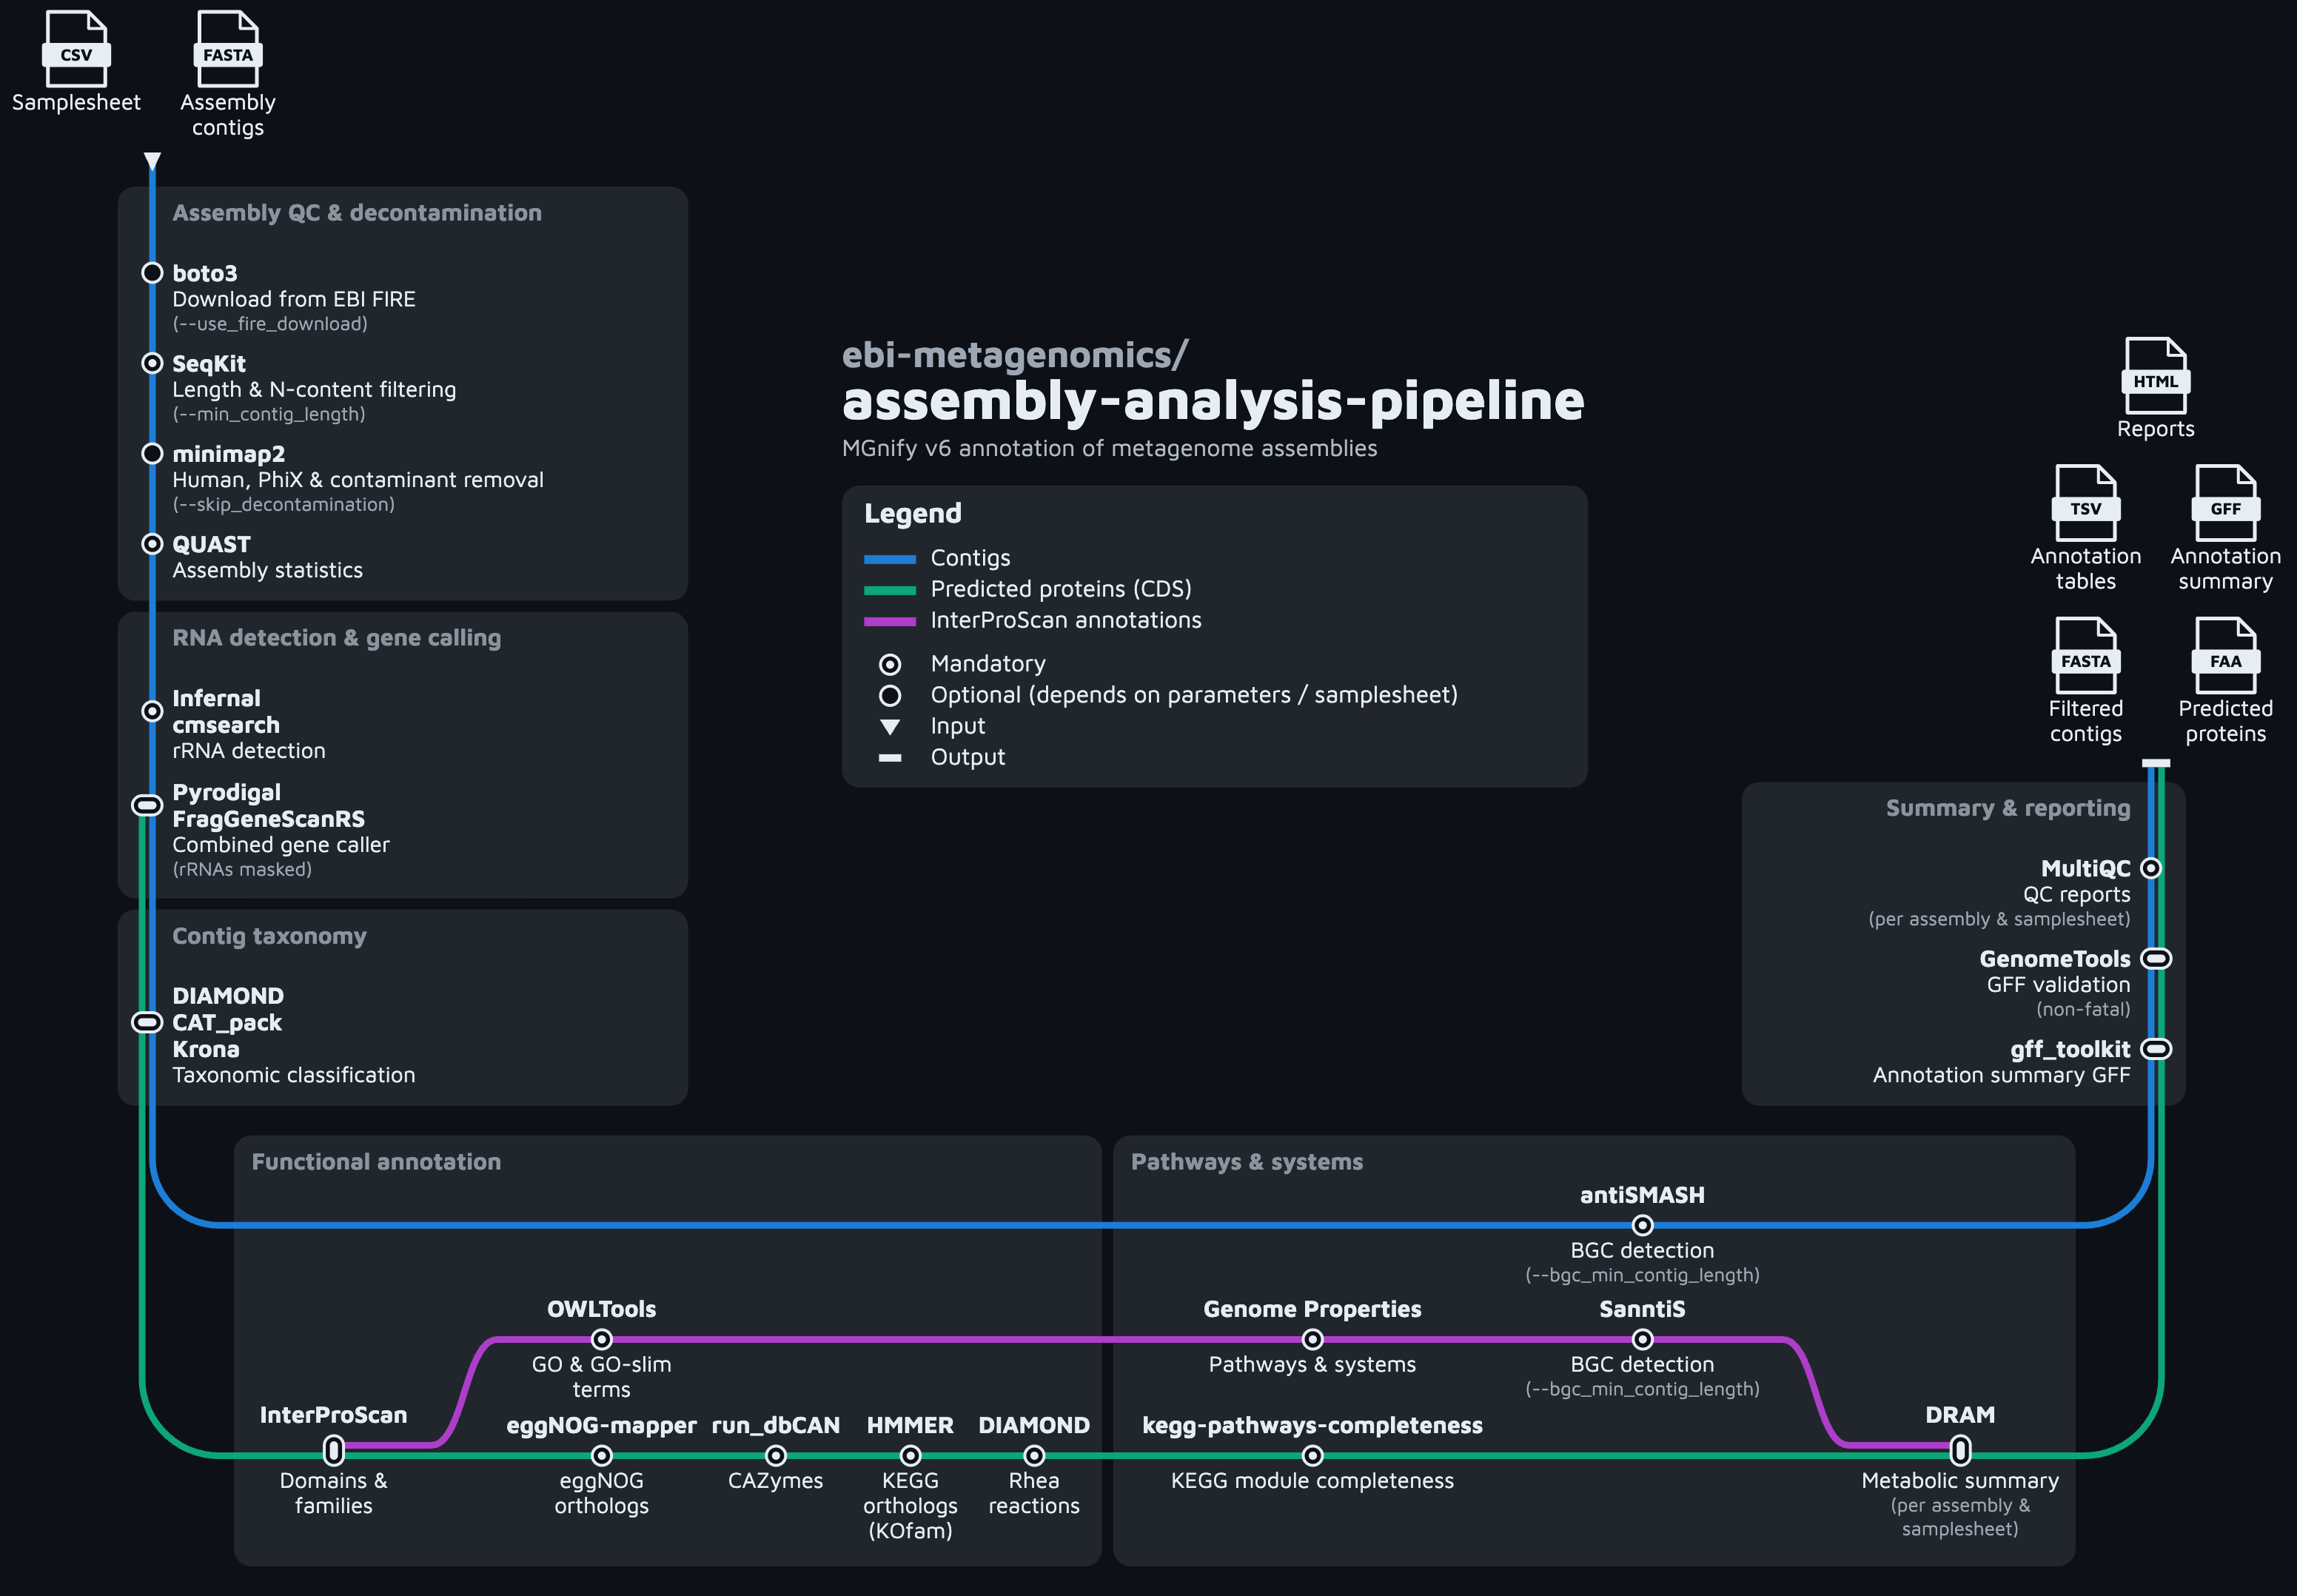 CSV
Samplesheet
FASTA
Assembly
contigs
Assembly QC & decontamination
boto3
Download from EBI FIRE
(--use_fire_download)
SeqKit
Length & N-content filtering
(--min_contig_length)
minimap2
Human, PhiX & contaminant removal
(--skip_decontamination)
QUAST
Assembly statistics
RNA detection & gene calling
Infernal
cmsearch
rRNA detection
Pyrodigal
FragGeneScanRS
Combined gene caller
(rRNAs masked)
Contig taxonomy
DIAMOND
CAT_pack
Krona
Taxonomic classification
ebi-metagenomics/
assembly-analysis-pipeline
MGnify v6 annotation of metagenome assemblies
Legend
Contigs
Predicted proteins (CDS)
InterProScan annotations
Mandatory
Optional (depends on parameters / samplesheet)
Input
Output
HTML
Reports
TSV
Annotation
tables
GFF
Annotation
summary
FASTA
Filtered
contigs
FAA
Predicted
proteins
Summary & reporting
MultiQC
QC reports
(per assembly & samplesheet)
GenomeTools
GFF validation
(non-fatal)
gff_toolkit
Annotation summary GFF
Functional annotation
OWLTools
GO & GO-slim
terms
InterProScan
Domains &
families
eggNOG-mapper
eggNOG
orthologs
run_dbCAN
CAZymes
HMMER
KEGG
orthologs
(KOfam)
DIAMOND
Rhea
reactions
Pathways & systems
antiSMASH
BGC detection
(--bgc_min_contig_length)
Genome Properties
Pathways & systems
SanntiS
BGC detection
(--bgc_min_contig_length)
kegg-pathways-completeness
KEGG module completeness
DRAM
Metabolic summary
(per assembly &
samplesheet)